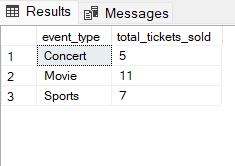 Results Messages
event_type total_tickets_sold
1 Concert 5
2 Movie 11
3 Sports 7